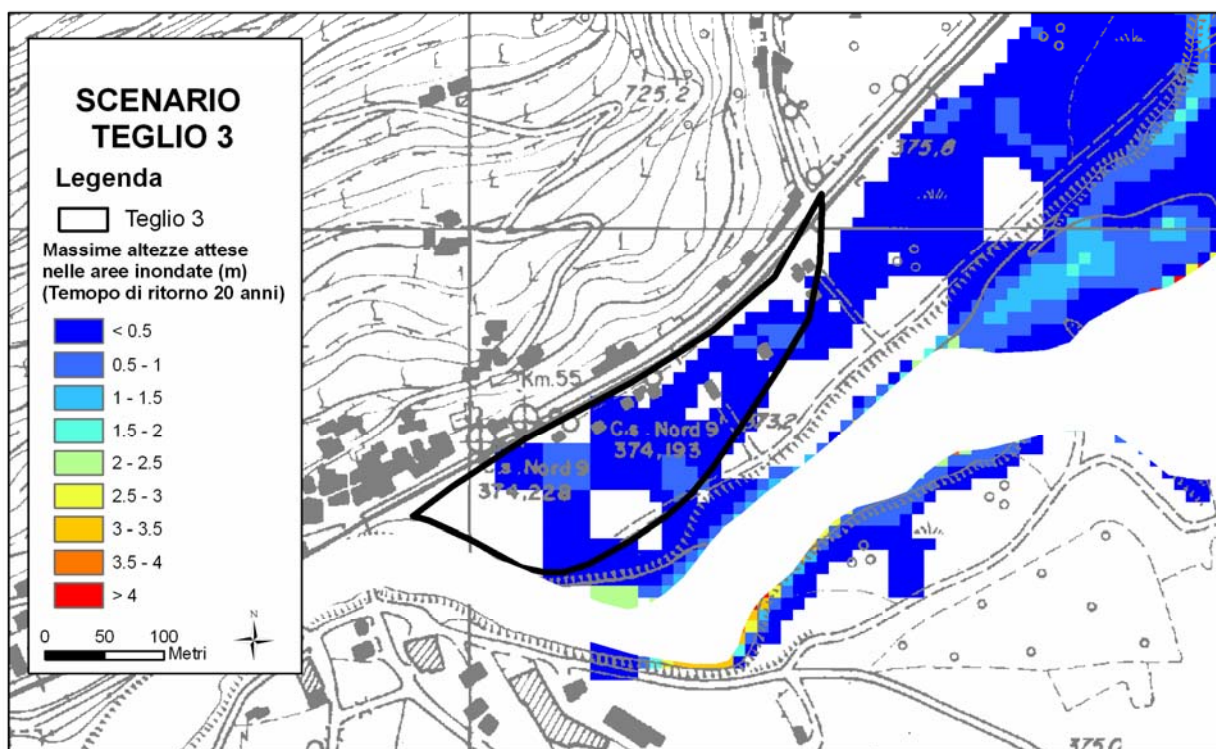 SCENARIO
TEGLIO 3
Legenda
Teglio 3
Massime altezze attese
nelle aree inondate (m)
(Temopo di ritorno 20 anni)
< 0.5
0.5 - 1
1 - 1.5
1.5 - 2
2 - 2.5
2.5 - 3
3 - 3.5
3.5 - 4
> 4
N
0 50 100
Metri
725,2
375,8
Km.55
C.s. Nord 9
374,193
373,2
C.s. Nord 9
374,228
375,0